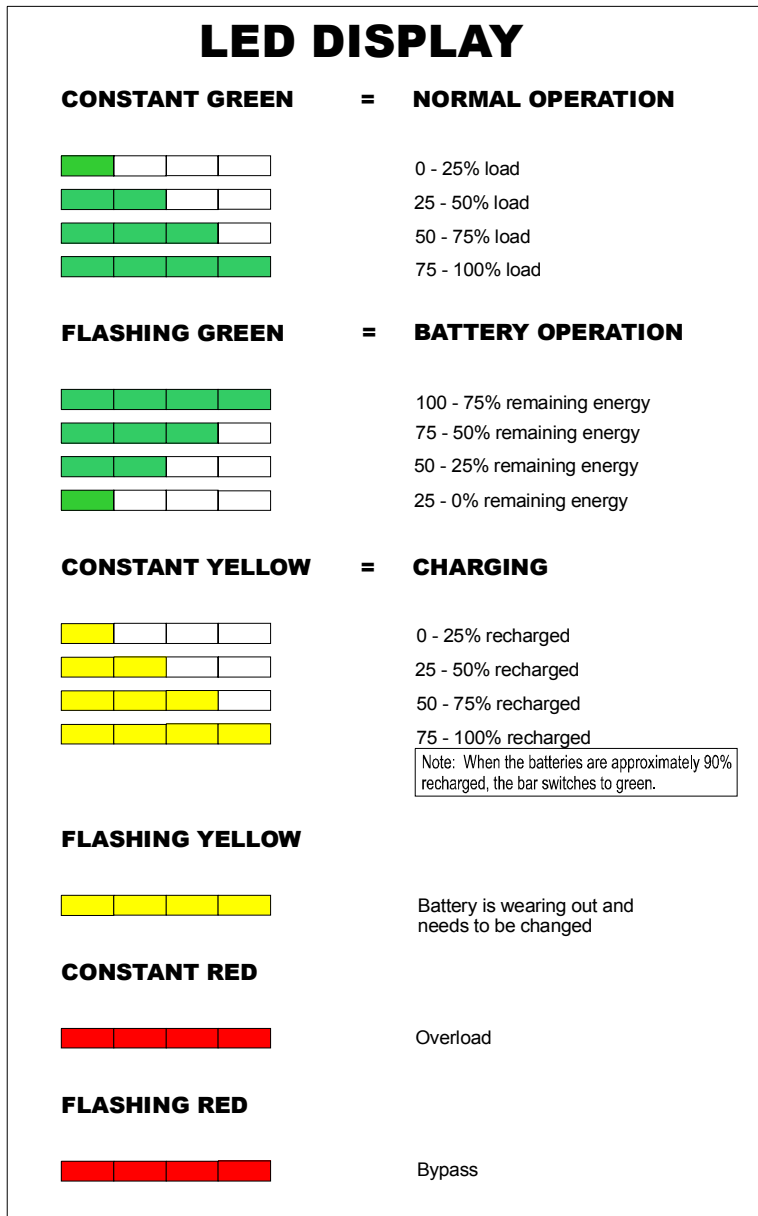 LED DISPLAY
CONSTANT GREEN = NORMAL OPERATION
0 - 25% load
25 - 50% load
50 - 75% load
75 - 100% load
FLASHING GREEN = BATTERY OPERATION
100 - 75% remaining energy
75 - 50% remaining energy
50 - 25% remaining energy
25 - 0% remaining energy
CONSTANT YELLOW = CHARGING
0 - 25% recharged
25 - 50% recharged
50 - 75% recharged
75 - 100% recharged
Note: When the batteries are approximately 90%
recharged, the bar switches to green.
FLASHING YELLOW
Battery is wearing out and
needs to be changed
CONSTANT RED
Overload
FLASHING RED
Bypass